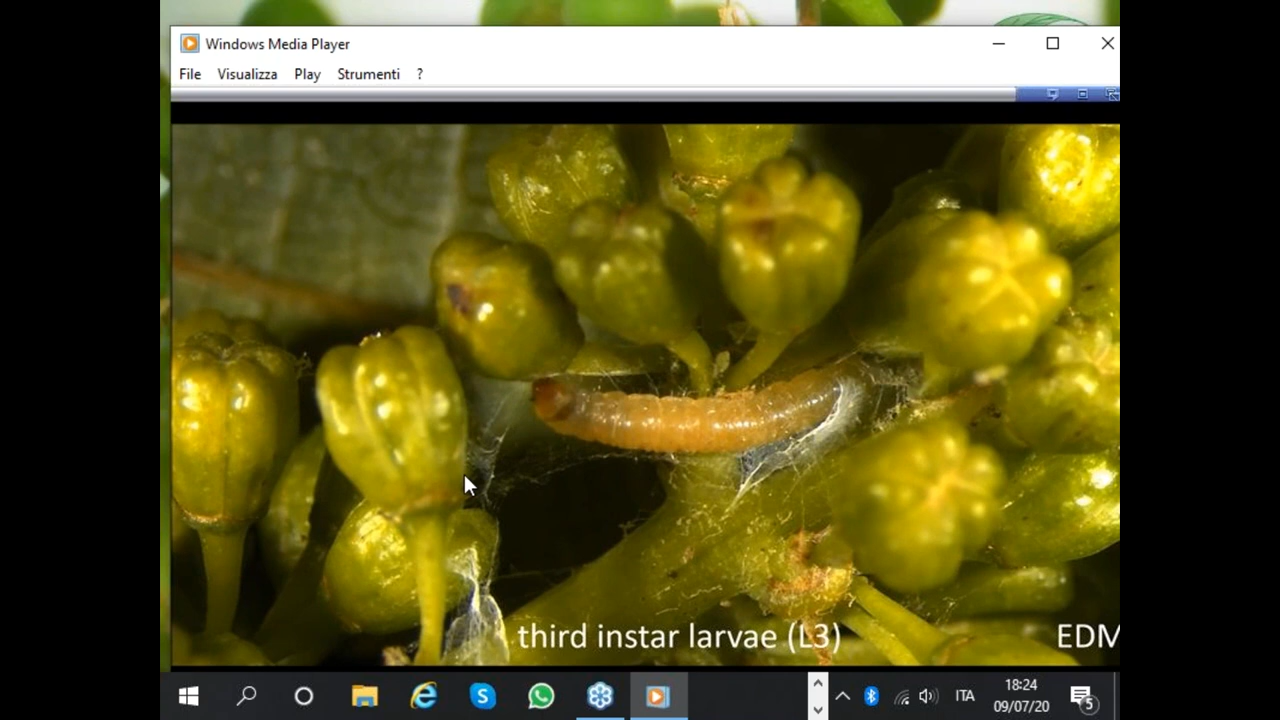 Windows Media Player
File Visualizza Play Strumenti ?
third instar larvae (L3)
EDM
ITA
18:24
09/07/20
5